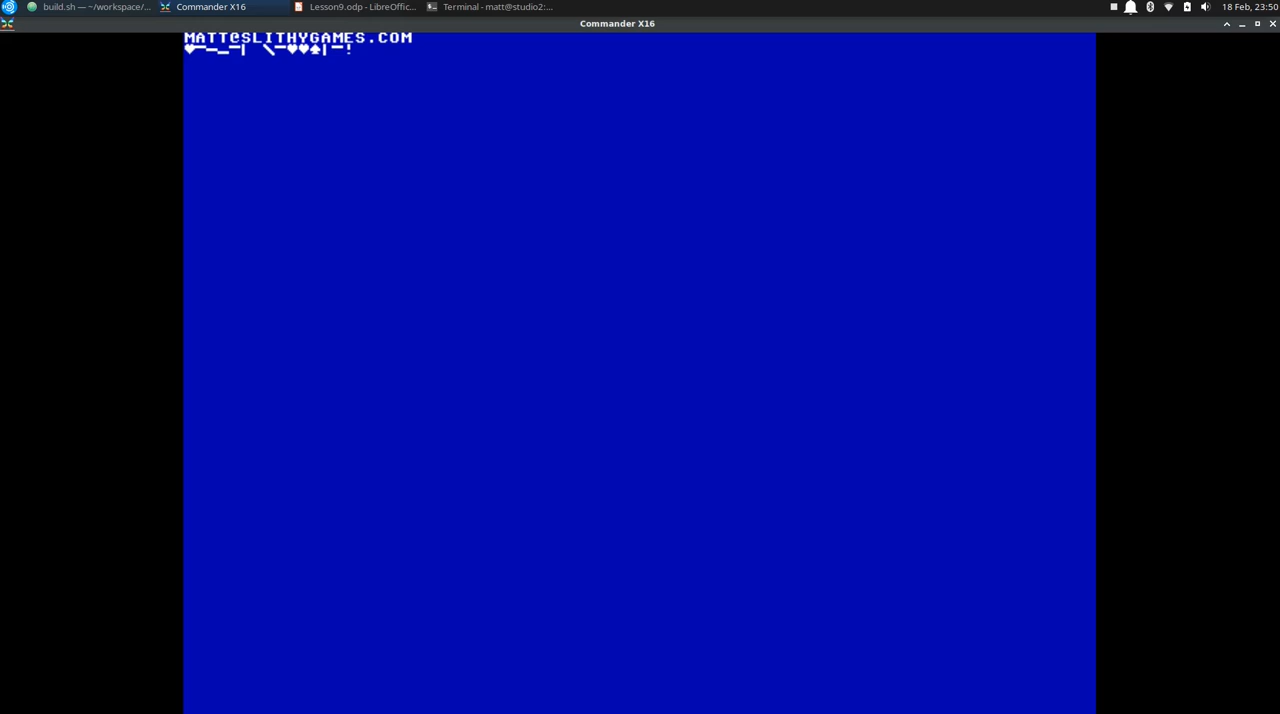 build.sh — ~/workspace/...
Commander X16
Lesson9.odp - LibreOffic...
Terminal - matt@studio2:...
18 Feb, 23:50
Commander X16
MATT@SLITHYGAMES.COM
♥─––_─| \─♥♥♠|─!